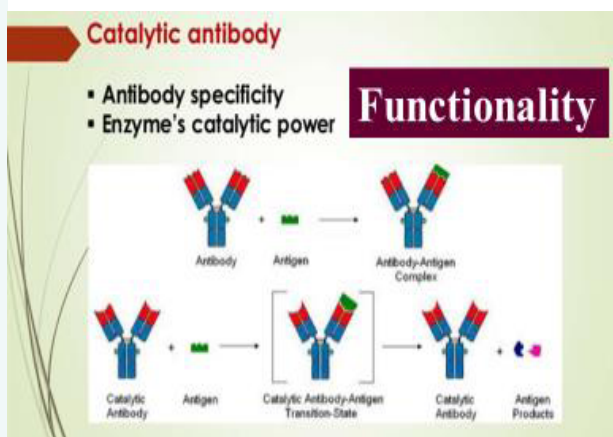 Catalytic antibody
▪ Antibody specificity
▪ Enzyme's catalytic power
Functionality
+
Antibody
Antigen
Antibody-Antigen
Complex
+
+
Catalytic
Antibody
Antigen
Catalytic Antibody-Antigen
Transition-State
Catalytic
Antibody
Antigen
Products